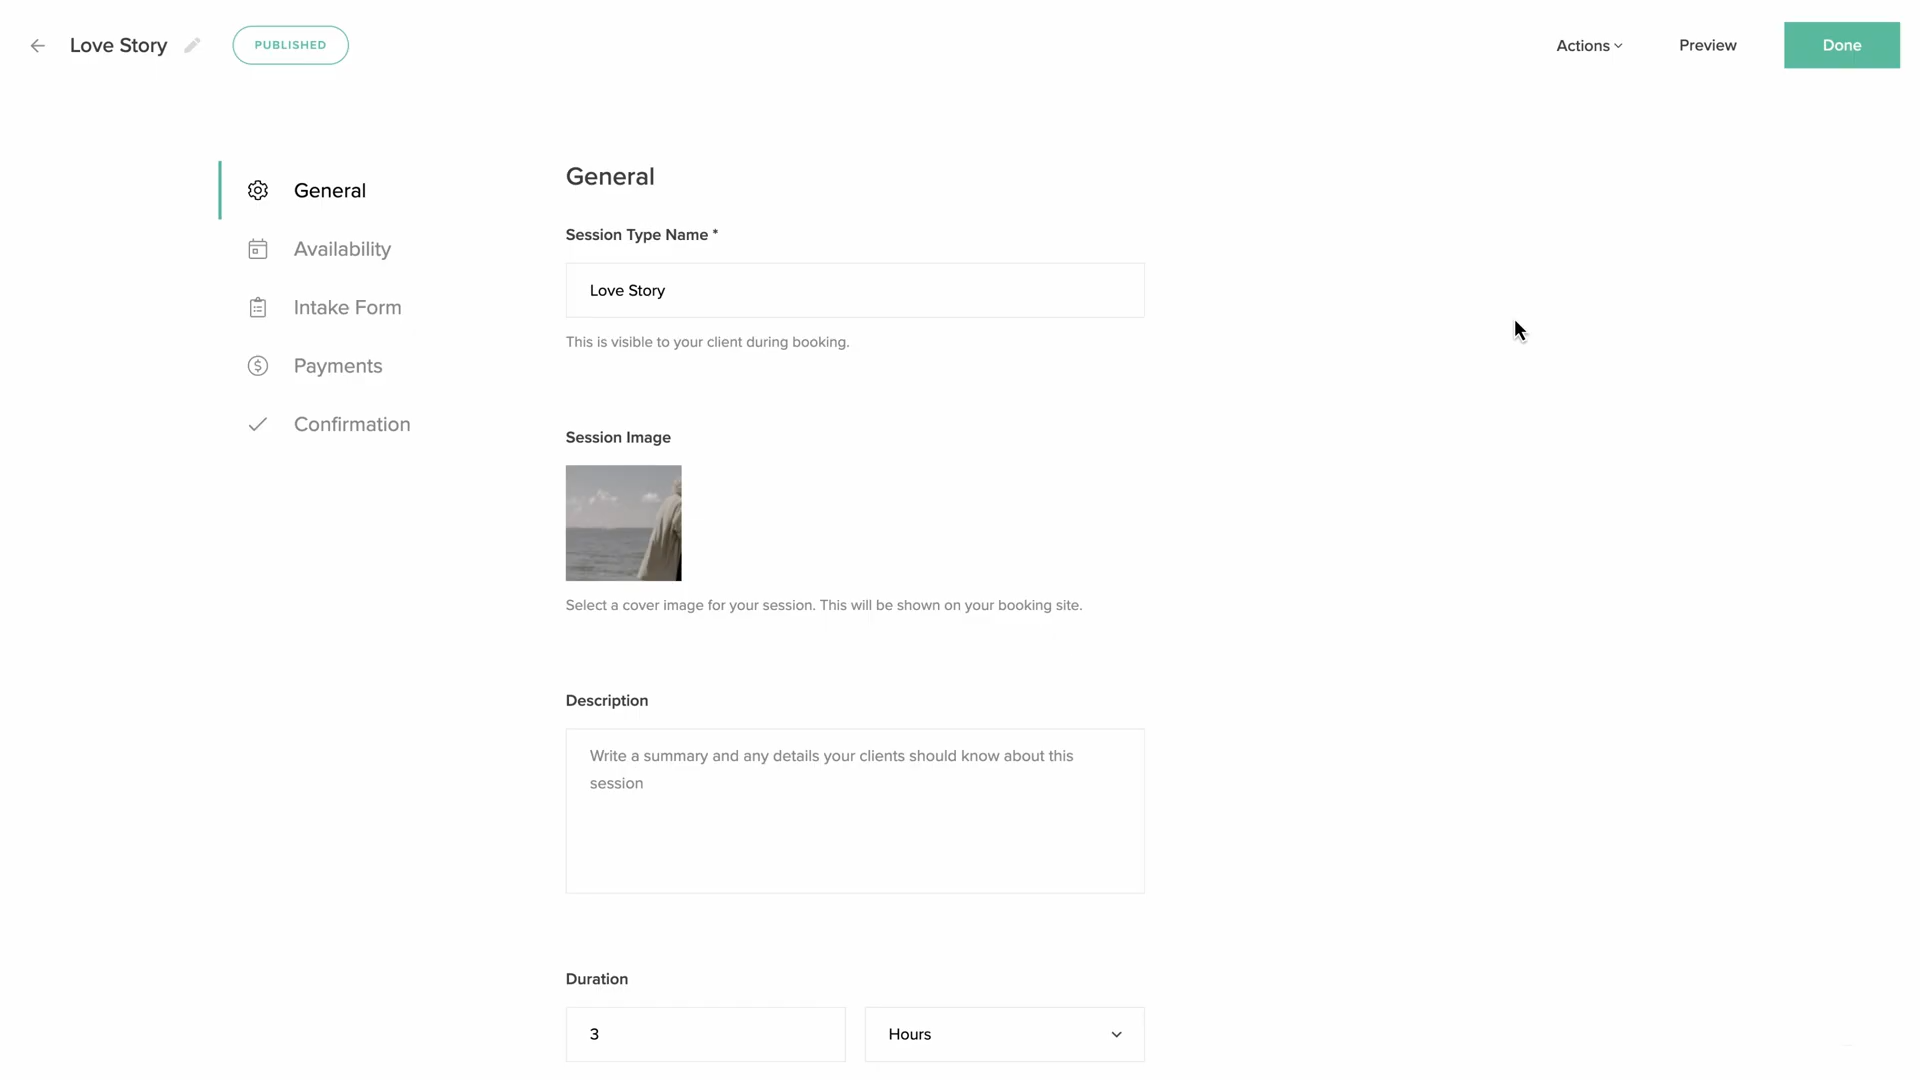 Love Story
PUBLISHED
Actions
Preview
Done
General
Availability
Intake Form
Payments
Confirmation
General
Session Type Name *
Love Story
This is visible to your client during booking.
Session Image
Select a cover image for your session. This will be shown on your booking site.
Description
Write a summary and any details your clients should know about this
session
Duration
3
Hours